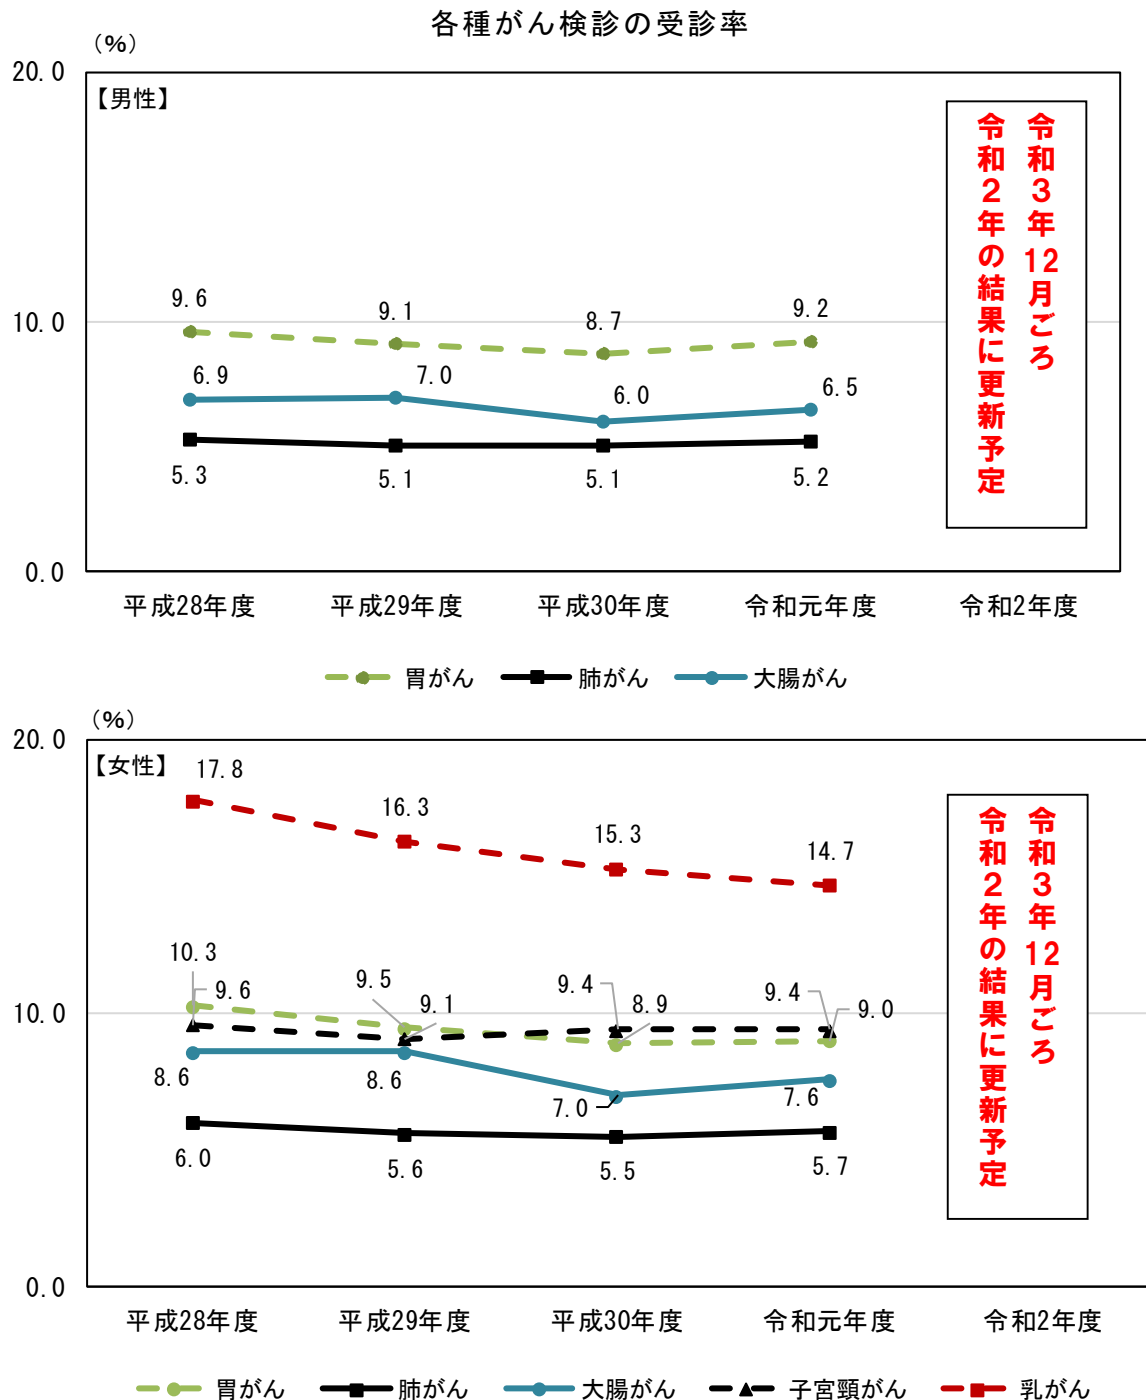 各種がん検診の受診率
（%）
20.0
【男性】
令和3年12月ごろ
令和2年の結果に更新予定
9.6
9.1
8.7
9.2
10.0
6.9
7.0
6.0
6.5
5.3
5.1
5.1
5.2
0.0
平成28年度
平成29年度
平成30年度
令和元年度
令和2年度
胃がん
肺がん
大腸がん
（%）
20.0
【女性】
令和3年12月ごろ
令和2年の結果に更新予定
17.8
16.3
15.3
14.7
10.3
9.6
9.5
9.1
9.4
8.9
9.4
9.0
10.0
8.6
8.6
7.0
7.6
6.0
5.6
5.5
5.7
0.0
平成28年度
平成29年度
平成30年度
令和元年度
令和2年度
胃がん
肺がん
大腸がん
子宮頸がん
乳がん